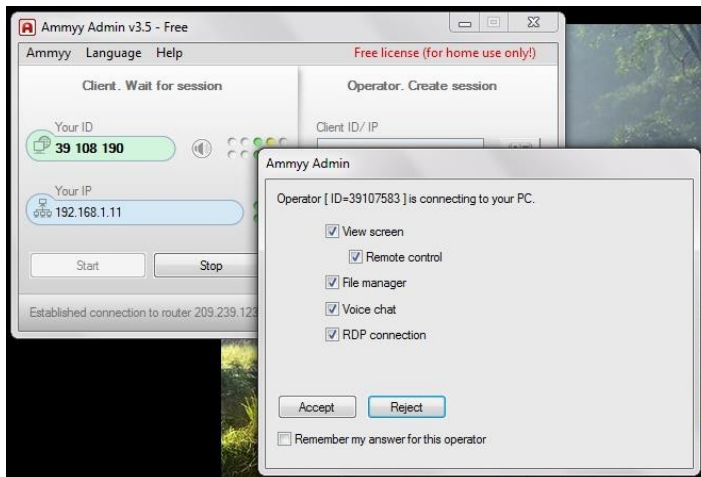 Ammyy Admin v3.5 - Free
Ammyy Language Help
Free license (for home use only!)
Client. Wait for session
Operator. Create session
Your ID
39 108 190
Client ID/ IP
Your IP
192.168.1.11
Start
Stop
Established connection to router 209.239.123
Ammyy Admin
Operator [ ID=39107583 ] is connecting to your PC.
View screen
Remote control
File manager
Voice chat
RDP connection
Accept
Reject
Remember my answer for this operator